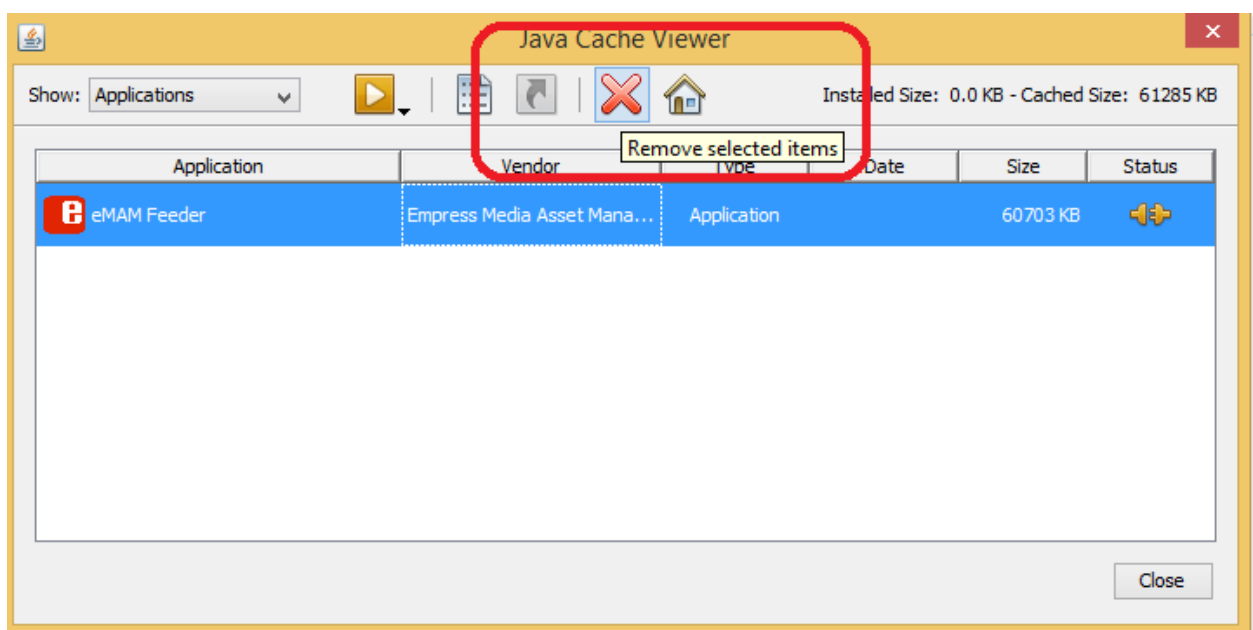 Java Cache Viewer
Show: Applications Installed Size: 0.0 KB - Cached Size: 61285 KB
Remove selected items
Application Vendor Type Date Size Status
e eMAM Feeder Empress Media Asset Mana... Application 60703 KB
Close